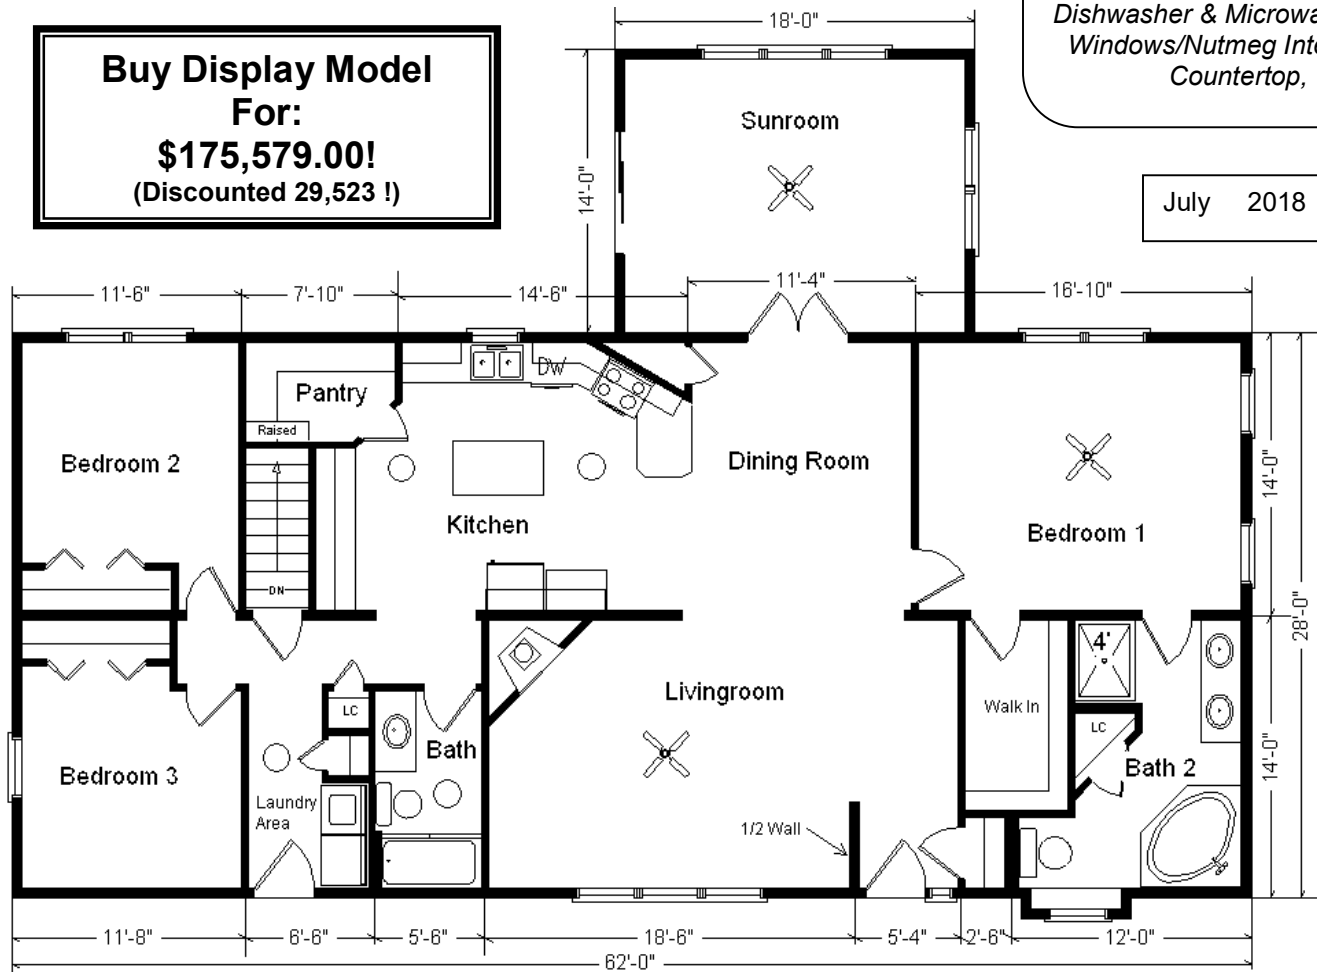 Buy Display Model
For:
$175,579.00!
(Discounted 29,523 !)
18'-0"
Dishwasher & Microwa
Windows/Nutmeg Inte
Countertop,
July 2018
Sunroom
14'-0"
11'-6"
7'-10"
14'-6"
11'-4"
16'-10"
DW
Pantry
Raised
Bedroom 2
Kitchen
Dining Room
Bedroom 1
14'-0"
28'-0"
DN
4'
Livingroom
Walk In
LC
LC
Bath
Bath 2
Bedroom 3
Laundry
Area
1/2 Wall
14'-0"
11'-8"
6'-6"
5'-6"
18'-6"
5'-4"
2'-6"
12'-0"
62'-0"